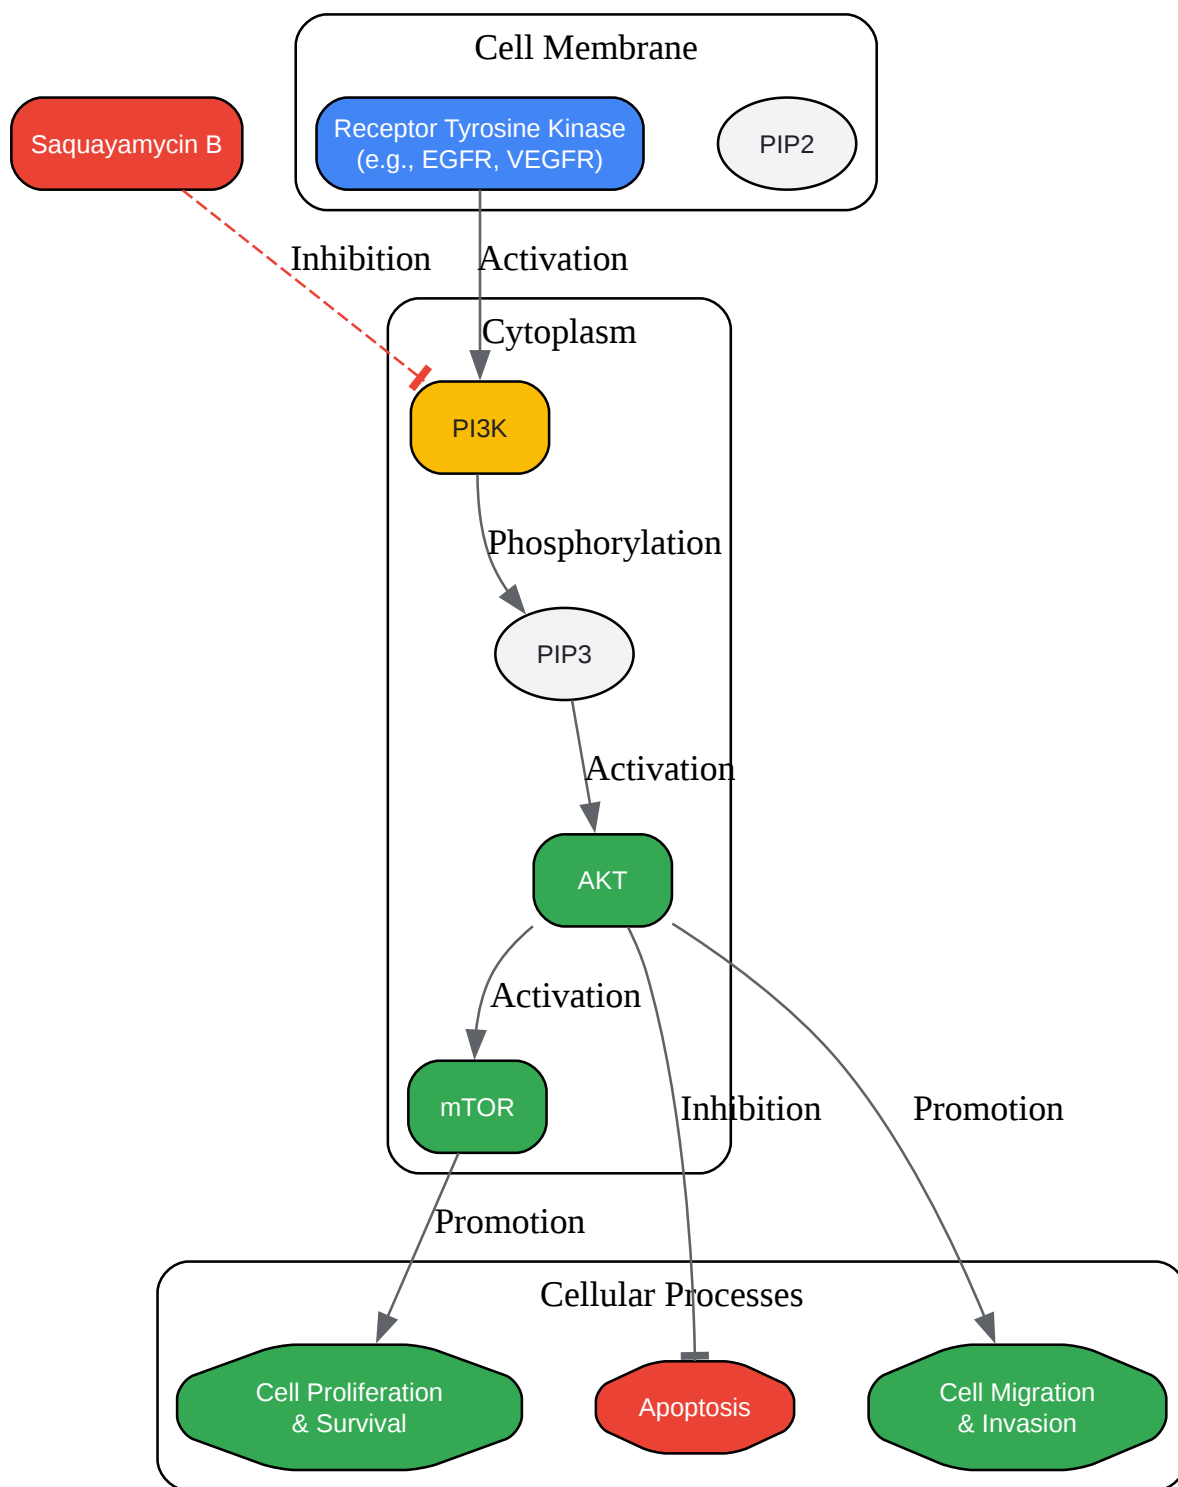 Cell Membrane
Saquayamycin B
Receptor Tyrosine Kinase
(e.g., EGFR, VEGFR)
PIP2
Inhibition
Activation
Cytoplasm
PI3K
Phosphorylation
PIP3
Activation
AKT
Activation
mTOR
Inhibition
Promotion
Promotion
Cellular Processes
Cell Proliferation
& Survival
Apoptosis
Cell Migration
& Invasion